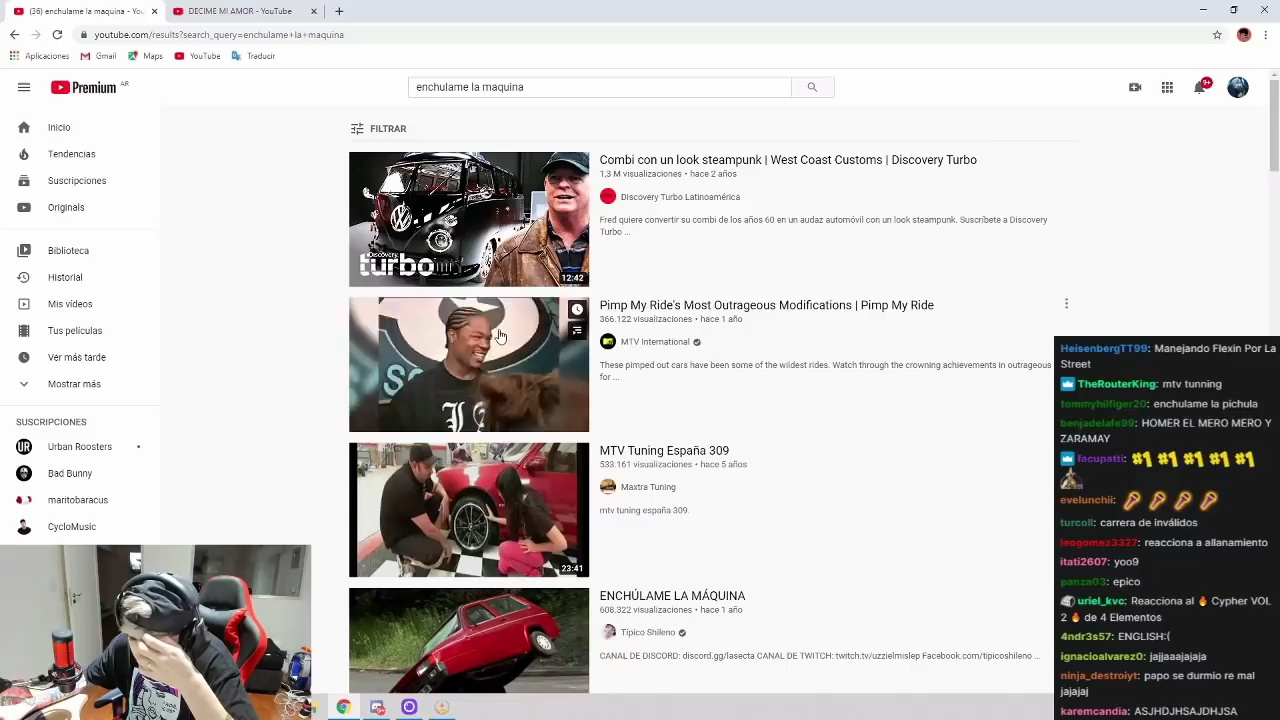 (36) enchulame la maquina - You
DECIME MI AMOR - YouTube
youtube.com/results?search_query=enchulame+la+maquina
Aplicaciones
Gmail
Maps
YouTube
Traducir
Premium AR
enchulame la maquina
9+
Inicio
Tendencias
Suscripciones
Originals
Biblioteca
Historial
Mis vídeos
Tus películas
Ver más tarde
Mostrar más
SUSCRIPCIONES
UR
Urban Roosters
Bad Bunny
maritobaracus
CycloMusic
FILTRAR
Discovery
turbo
12:42
Combi con un look steampunk | West Coast Customs | Discovery Turbo
1,3 M visualizaciones • hace 2 años
Discovery Turbo Latinoamérica
Fred quiere convertir su combi de los años 60 en un audaz automóvil con un look steampunk. Suscríbete a Discovery
Turbo ...
Pimp My Ride's Most Outrageous Modifications | Pimp My Ride
366.122 visualizaciones • hace 1 año
MTV International
These pimped out cars have been some of the wildest rides. Watch through the crowning achievements in outrageous
for ...
23:41
MTV Tuning España 309
533.161 visualizaciones • hace 5 años
Maxtra Tuning
mtv tuning españa 309.
ENCHÚLAME LA MÁQUINA
608.322 visualizaciones • hace 1 año
Típico Shileno
CANAL DE DISCORD: discord.gg/lasecta CANAL DE TWITCH: twitch.tv/uzzielmislep Facebook.com/tipicoshileno ...
HeisenbergTT99: Manejando Flexin Por La
Street
TheRouterKing: mtv tunning
tommyhilfiger20: enchulame la pichula
benjadelafe99: HOMER EL MERO MERO Y
ZARAMAY
facupatti: #1 #1 #1 #1 #1
evelunchii:
turcoll: carrera de inválidos
leogomez3327: reacciona a allanamiento
itati2607: yoo9
panza03: epico
uriel_kvc: Reacciona al 🔥 Cypher VOL
2 🔥 de 4 Elementos
4ndr3s57: ENGLISH:(
ignacioalvarez0: jajjaaajajaja
ninja_destroiyt: papo se durmio re mal
jajajaj
karemcandia: ASJHDJHSAJDHJSA